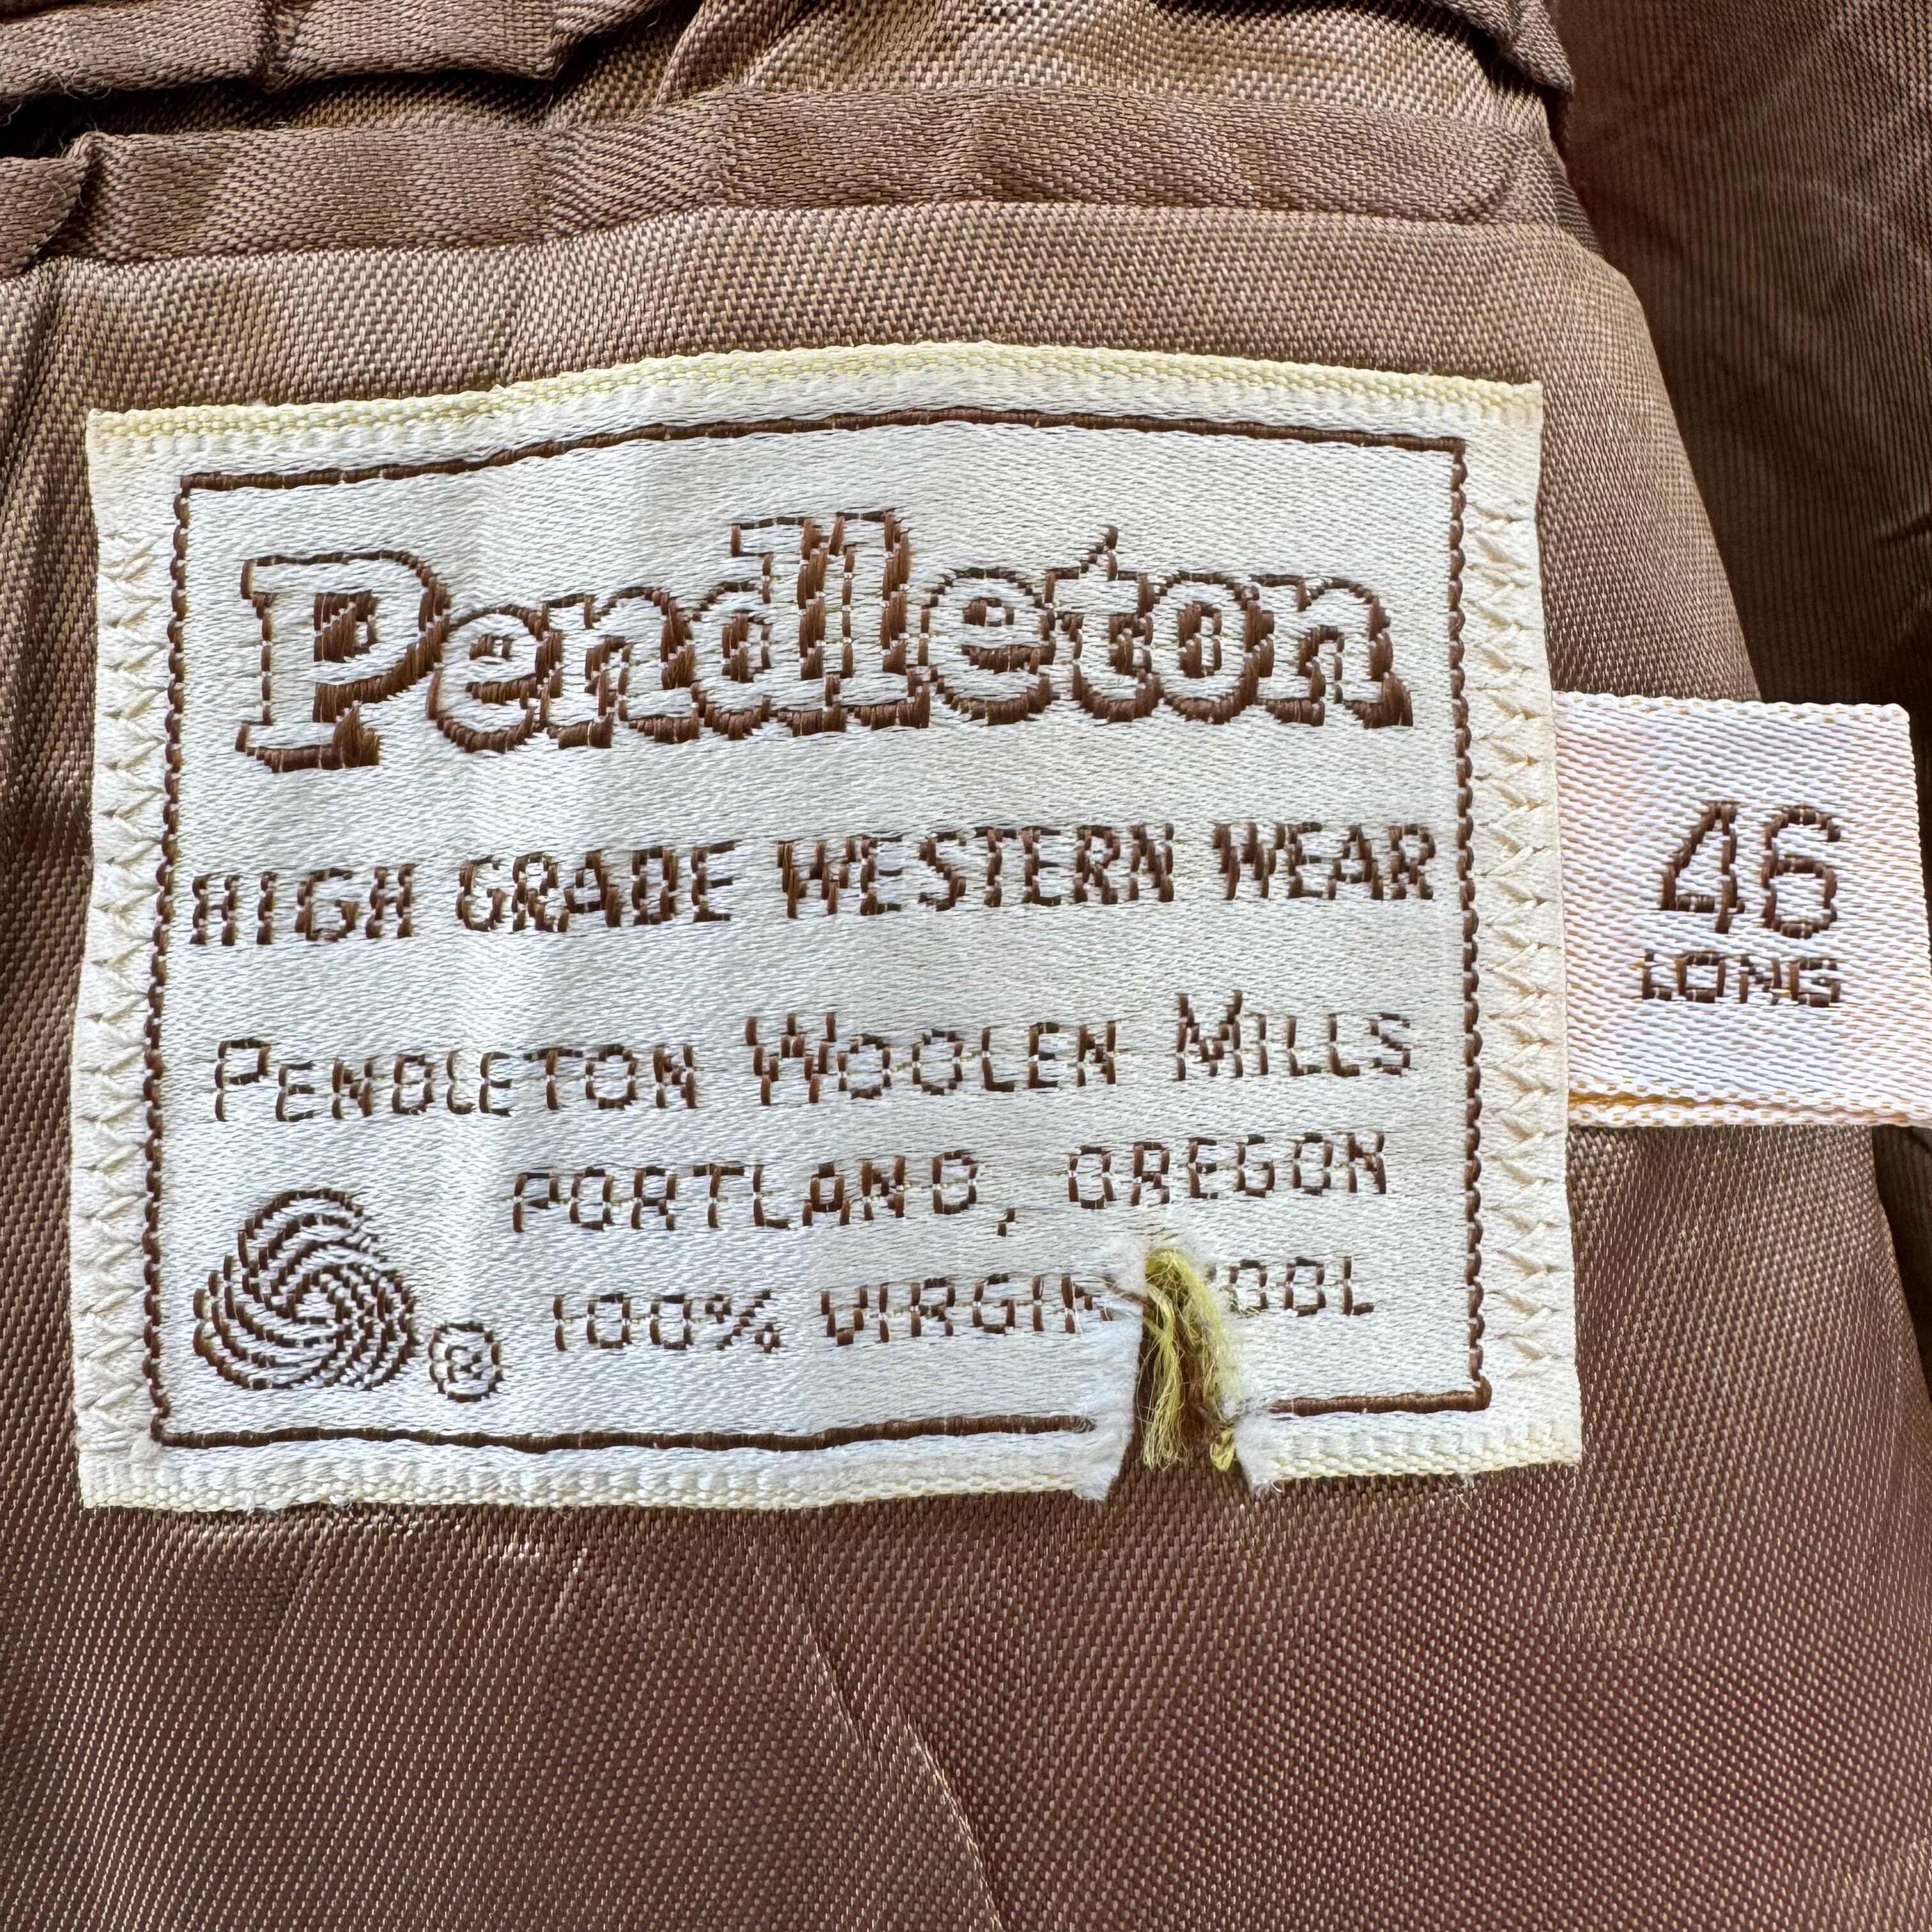 Pendleton
HIGH GRADE WESTERN WEAR
PENDLETON WOOLEN MILLS
PORTLAND, OREGON
100% VIRGIN WOOL
®
46
LONG